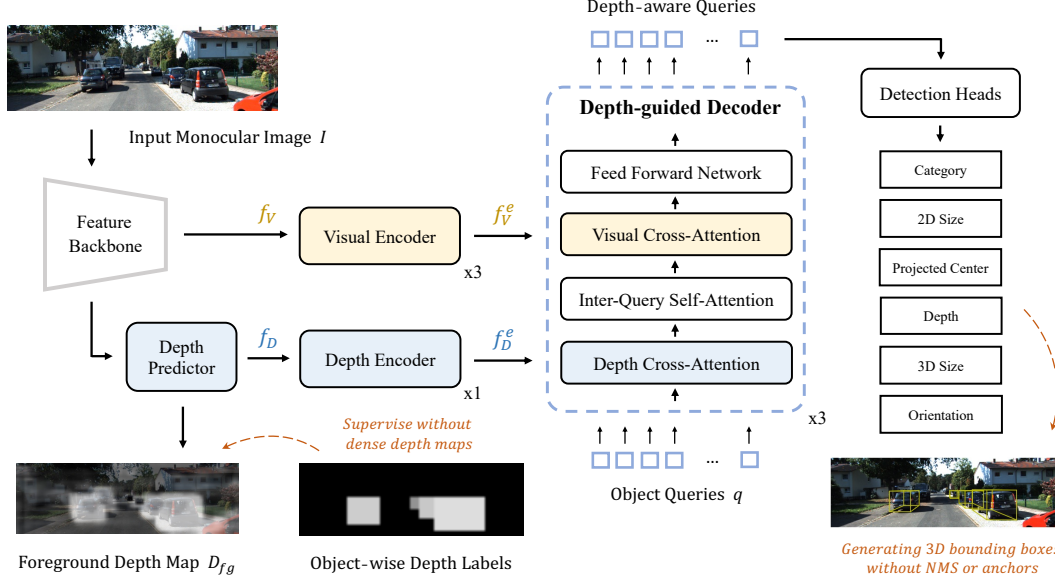 Depth-aware Queries
...
Input Monocular Image I
Feature
Backbone
f_V
Visual Encoder
x3
f_V^e
Depth
Predictor
f_D
Depth Encoder
x1
f_D^e
Depth-guided Decoder
Feed Forward Network
Visual Cross-Attention
Inter-Query Self-Attention
Depth Cross-Attention
x3
...
Object Queries q
Detection Heads
Category
2D Size
Projected Center
Depth
3D Size
Orientation
Supervise without
dense depth maps
Foreground Depth Map D_fg
Object-wise Depth Labels
Generating 3D bounding boxes
without NMS or anchors